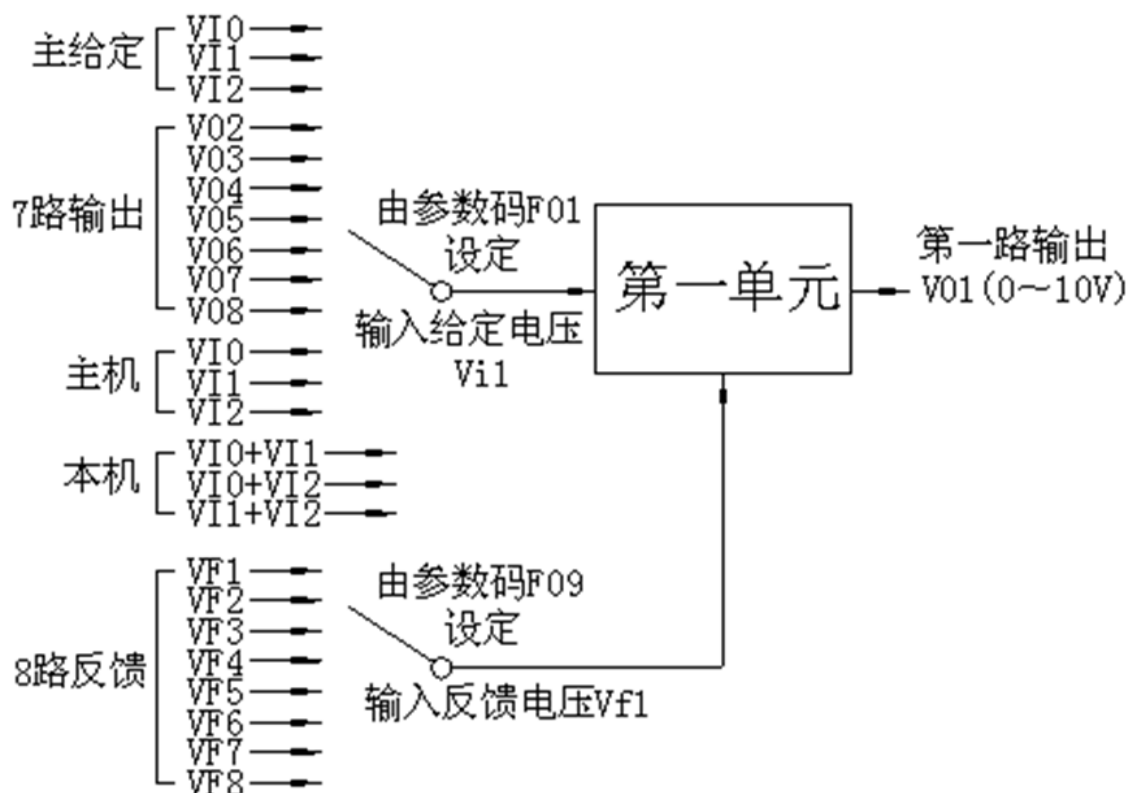 主给定
VI0
VI1
VI2
7路输出
V02
V03
V04
V05
V06
V07
V08
主机
VI0
VI1
VI2
本机
VI0+VI1
VI0+VI2
VI1+VI2
8路反馈
VF1
VF2
VF3
VF4
VF5
VF6
VF7
VF8
由参数码F01
设定
输入给定电压
Vi1
由参数码F09
设定
输入反馈电压Vf1
第一单元
第一路输出
V01(0～10V)